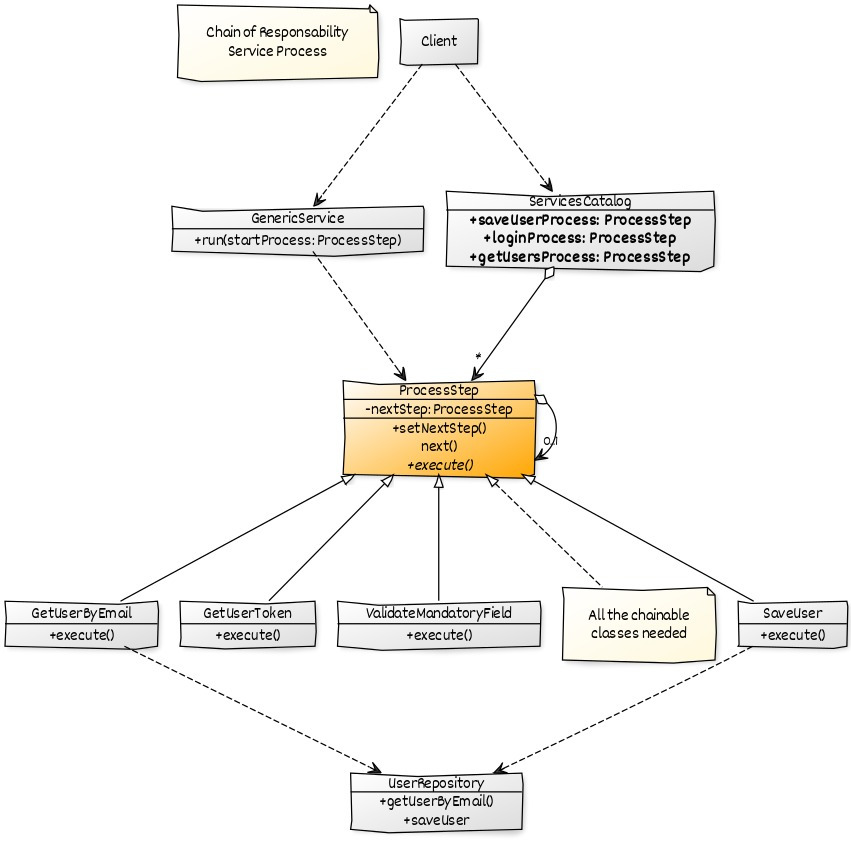 Chain of Responsability
Service Process
Client
GenericService
+run(startProcess: ProcessStep)
ServicesCatalog
+saveUserProcess: ProcessStep
+loginProcess: ProcessStep
+getUsersProcess: ProcessStep
*
ProcessStep
-nextStep: ProcessStep
+setNextStep()
next()
+execute()
0,1
GetUserByEmail
+execute()
GetUserToken
+execute()
ValidateMandatoryField
+execute()
All the chainable
classes needed
SaveUser
+execute()
UserRepository
+getUserByEmail()
+saveUser